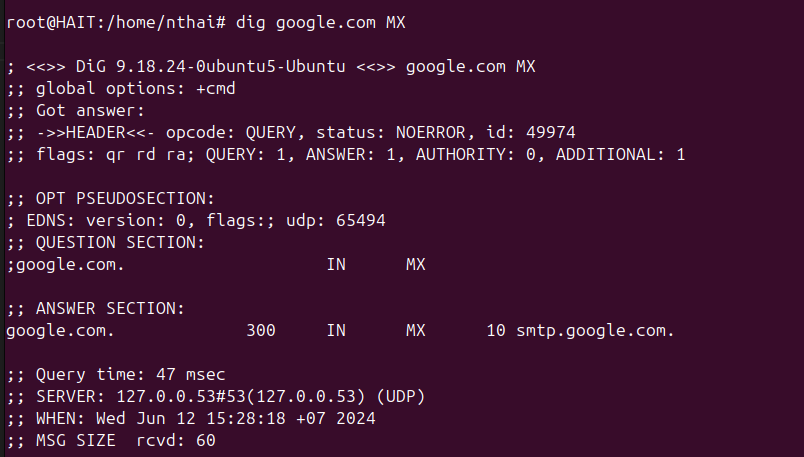 root@HAIT:/home/nthai# dig google.com MX
; <<>> DiG 9.18.24-0ubuntu5-Ubuntu <<>> google.com MX
;; global options: +cmd
;; Got answer:
;; ->>HEADER<<- opcode: QUERY, status: NOERROR, id: 49974
;; flags: qr rd ra; QUERY: 1, ANSWER: 1, AUTHORITY: 0, ADDITIONAL: 1
;; OPT PSEUDOSECTION:
; EDNS: version: 0, flags:; udp: 65494
;; QUESTION SECTION:
;google.com. IN MX
;; ANSWER SECTION:
google.com. 300 IN MX 10 smtp.google.com.
;; Query time: 47 msec
;; SERVER: 127.0.0.53#53(127.0.0.53) (UDP)
;; WHEN: Wed Jun 12 15:28:18 +07 2024
;; MSG SIZE  rcvd: 60